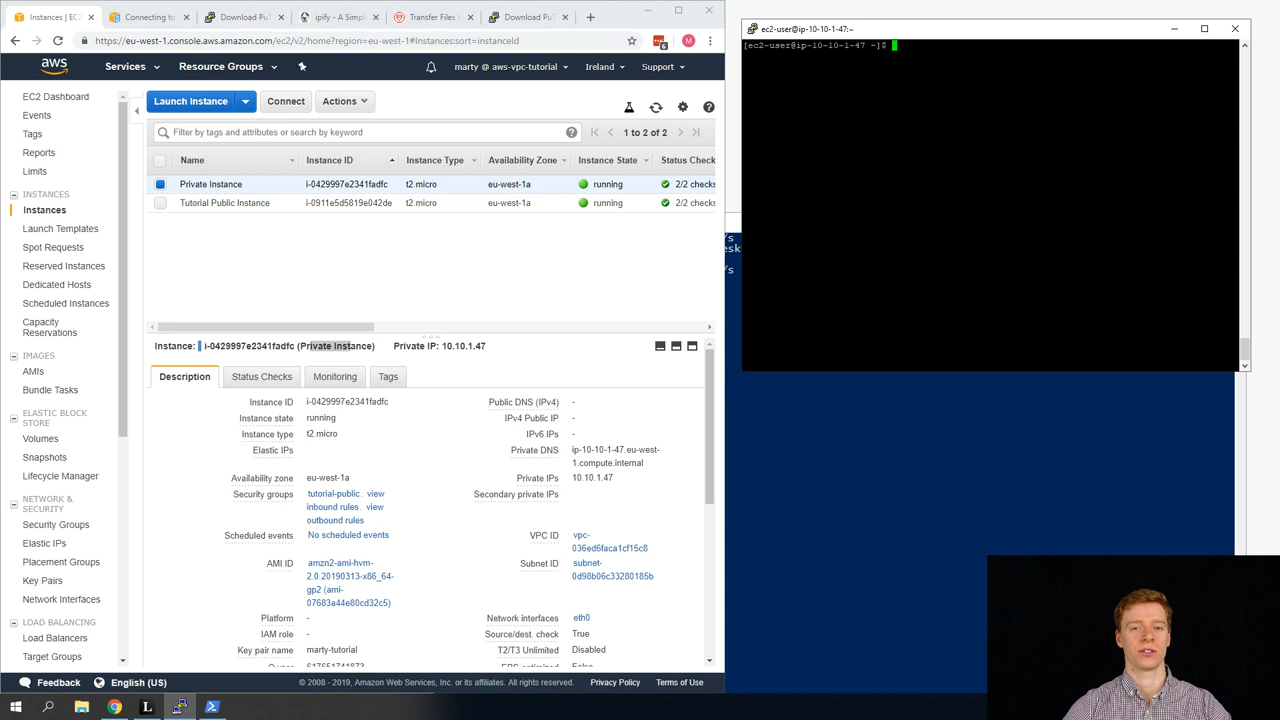 Instances | EC2
Connecting to
Download PuT
ipify - A Simpl
Transfer Files U
Download PuT
https://eu-west-1.console.aws.amazon.com/ec2/v2/home?region=eu-west-1#Instances:sort=instanceId
6
M
aws
Services
Resource Groups
marty @ aws-vpc-tutorial
Ireland
Support
EC2 Dashboard
Events
Tags
Reports
Limits
INSTANCES
Instances
Launch Templates
Spot Requests
Reserved Instances
Dedicated Hosts
Scheduled Instances
Capacity
Reservations
IMAGES
AMIs
Bundle Tasks
ELASTIC BLOCK
STORE
Volumes
Snapshots
Lifecycle Manager
NETWORK &
SECURITY
Security Groups
Elastic IPs
Placement Groups
Key Pairs
Network Interfaces
LOAD BALANCING
Load Balancers
Target Groups
Launch Instance
Connect
Actions
Filter by tags and attributes or search by keyword
1 to 2 of 2
Name Instance ID Instance Type Availability Zone Instance State Status Check
Private Instance i-0429997e2341fadfc t2.micro eu-west-1a running 2/2 checks
Tutorial Public Instance i-0911e5d5819e042de t2.micro eu-west-1a running 2/2 checks
Instance: i-0429997e2341fadfc (Private Instance) Private IP: 10.10.1.47
Description
Status Checks
Monitoring
Tags
Instance ID i-0429997e2341fadfc
Instance state running
Instance type t2.micro
Elastic IPs
Availability zone eu-west-1a
Security groups tutorial-public. view
inbound rules. view
outbound rules
Scheduled events No scheduled events
AMI ID amzn2-ami-hvm-
2.0.20190313-x86_64-
gp2 (ami-
07683a44e80cd32c5)
Platform -
IAM role -
Key pair name marty-tutorial
Owner 617651741873
Public DNS (IPv4) -
IPv4 Public IP -
IPv6 IPs -
Private DNS ip-10-10-1-47.eu-west-
1.compute.internal
Private IPs 10.10.1.47
Secondary private IPs
VPC ID vpc-
036ed6faca1cf15c8
Subnet ID subnet-
0d98b06c33280185b
Network interfaces eth0
Source/dest. check True
T2/T3 Unlimited Disabled
EBS-optimized False
Feedback
English (US)
© 2008 - 2019, Amazon Web Services, Inc. or its affiliates. All rights reserved.
Privacy Policy
Terms of Use
ec2-user@ip-10-10-1-47:~
[ec2-user@ip-10-10-1-47 ~]$
/s
esk
/s